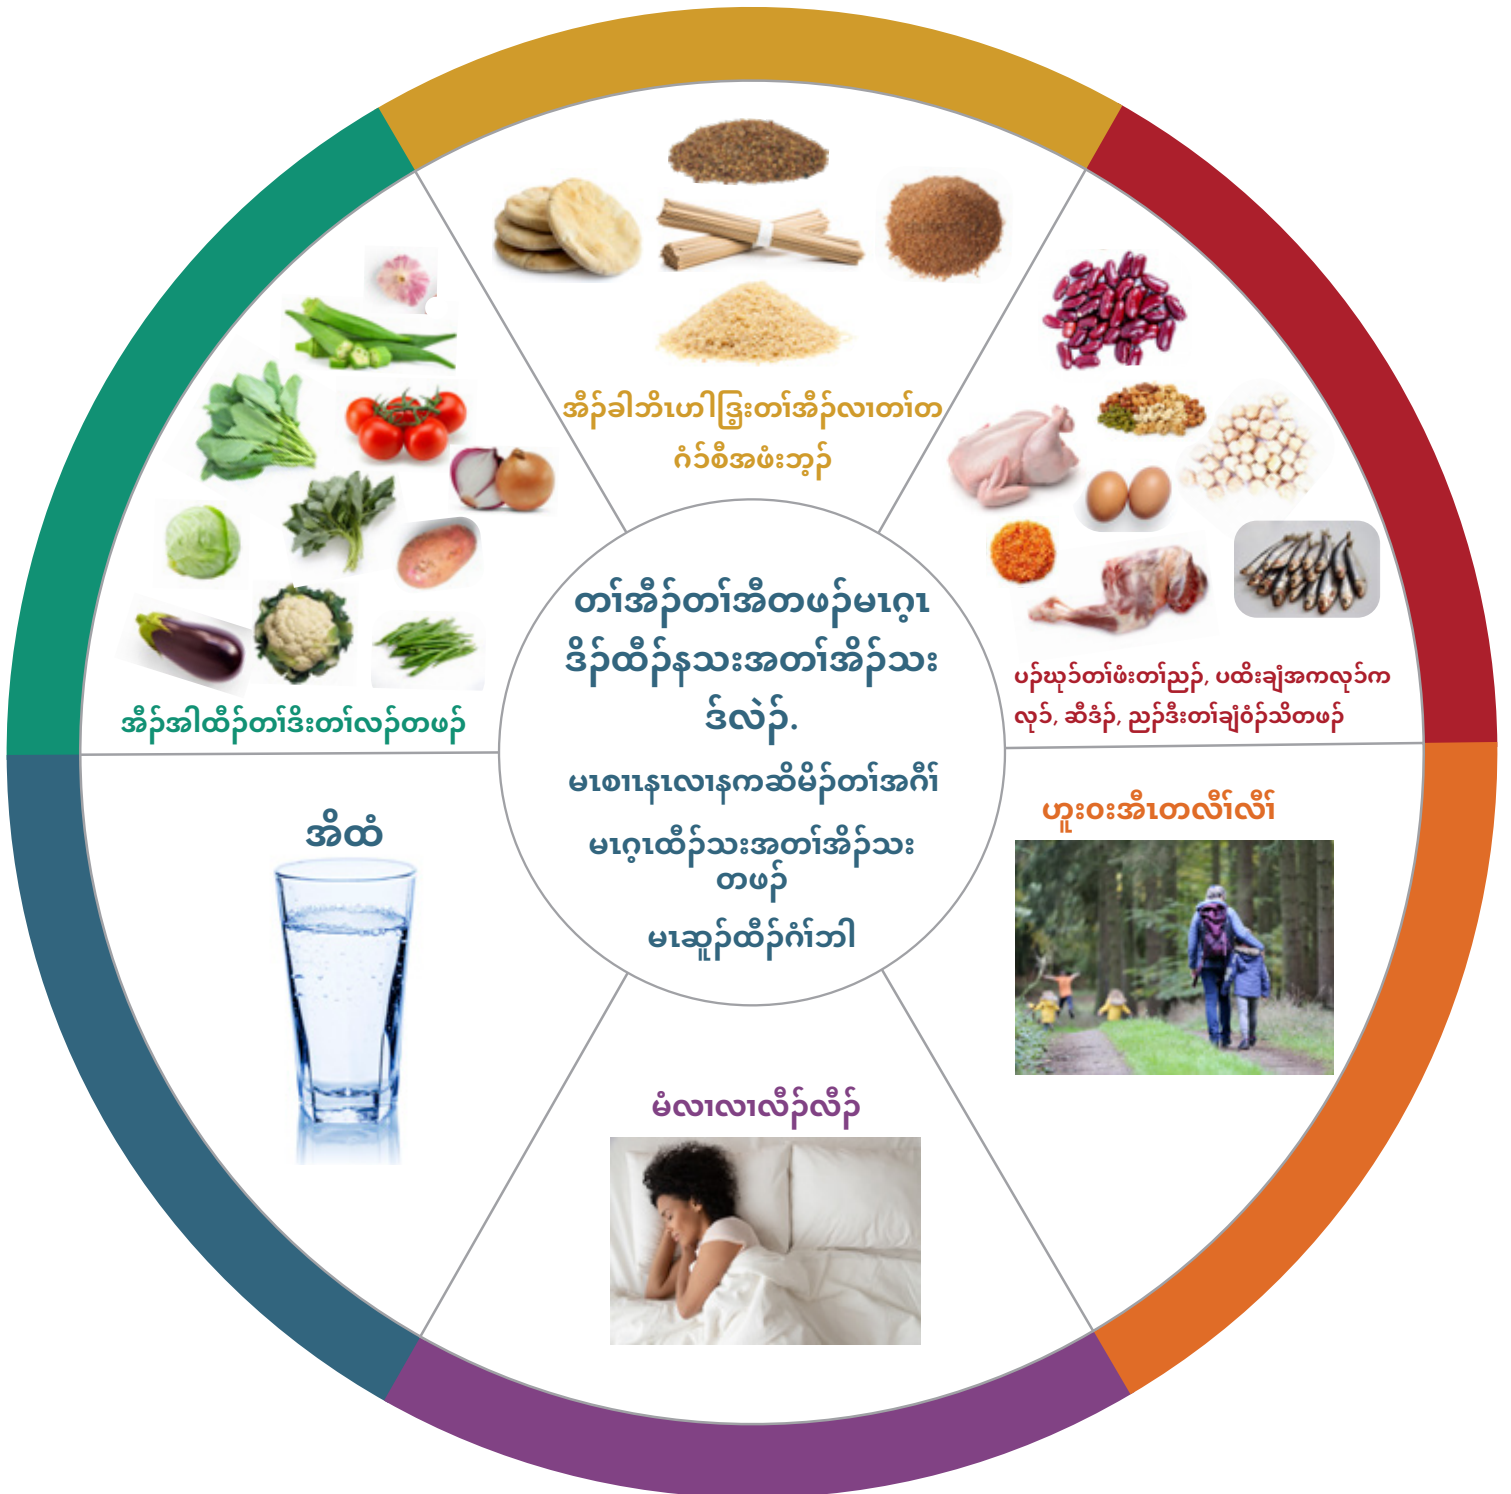 အီၣ်ခါဘိၤဟါဒြးတၢ်အီၣ်လၢတၢ်တ
ဂံၥ်စီအဖံးဘ့ၣ်
အီၣ်အါထီၣ်တၢ်ဒိးတၢ်လၣ်တဖၣ်
ပၣ်ဃုၥ်တၢ်ဖံးတၢ်ညၣ်, ပထိးချံအကလုၥ်က
လုၥ်, ဆီဒံၣ်, ညၣ်ဒီးတၢ်ချံဝံၣ်သိတဖၣ်
တၢ်အီၣ်တၢ်အီတဖၣ်မၤဂ့ၤ
ဒိၣ်ထီၣ်နသးအတၢ်အိၣ်သး
ဒ်လဲၣ်.
မၤစၢၤနၤလၢနကဆိမိၣ်တၢ်အဂီၢ်
မၤဂ့ၤထီၣ်သးအတၢ်အိၣ်သး
တဖၣ်
မၤဆူၣ်ထီၣ်ဂံၢ်ဘါ
အိထံ
ဟူးဝးအီၤတလီၢ်လီၢ်
မံလၢလၢလီၣ်လီၣ်